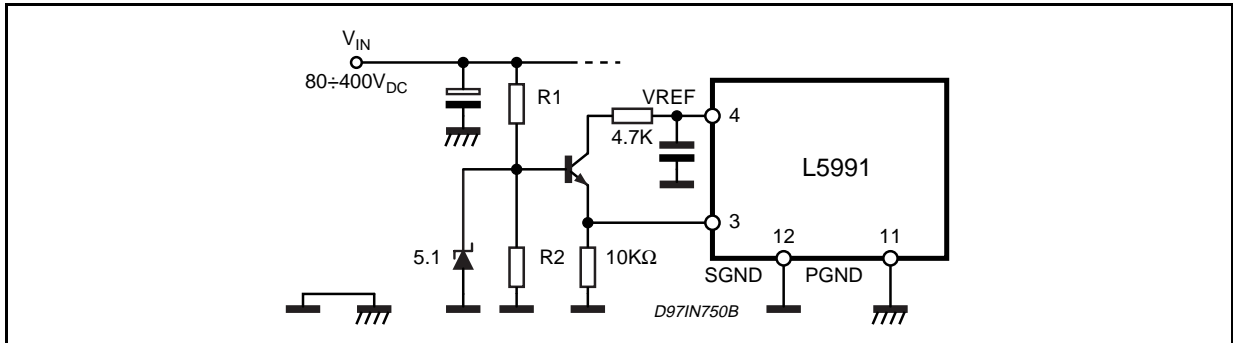 VIN
80÷400VDC
R1
VREF
4.7K
4
L5991
3
12
11
5.1
R2
10KΩ
SGND
PGND
D97IN750B